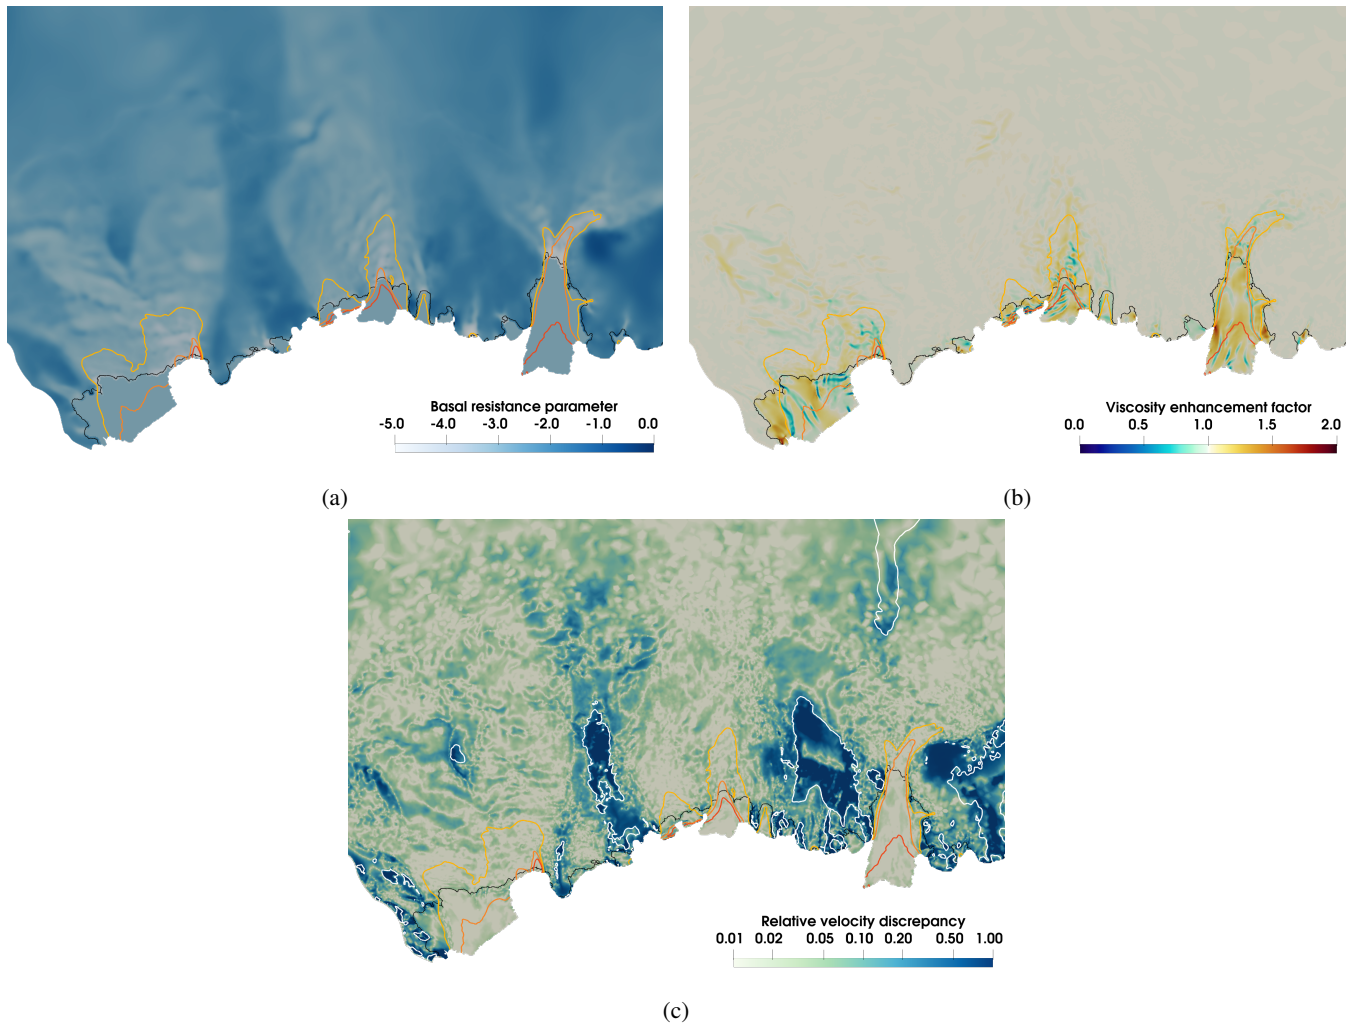 Basal resistance parameter
-5.0 -4.0 -3.0 -2.0 -1.0 0.0
(a)
Viscosity enhancement factor
0.0 0.5 1.0 1.5 2.0
(b)
Relative velocity discrepancy
0.01 0.02 0.05 0.10 0.20 0.50 1.00
(c)